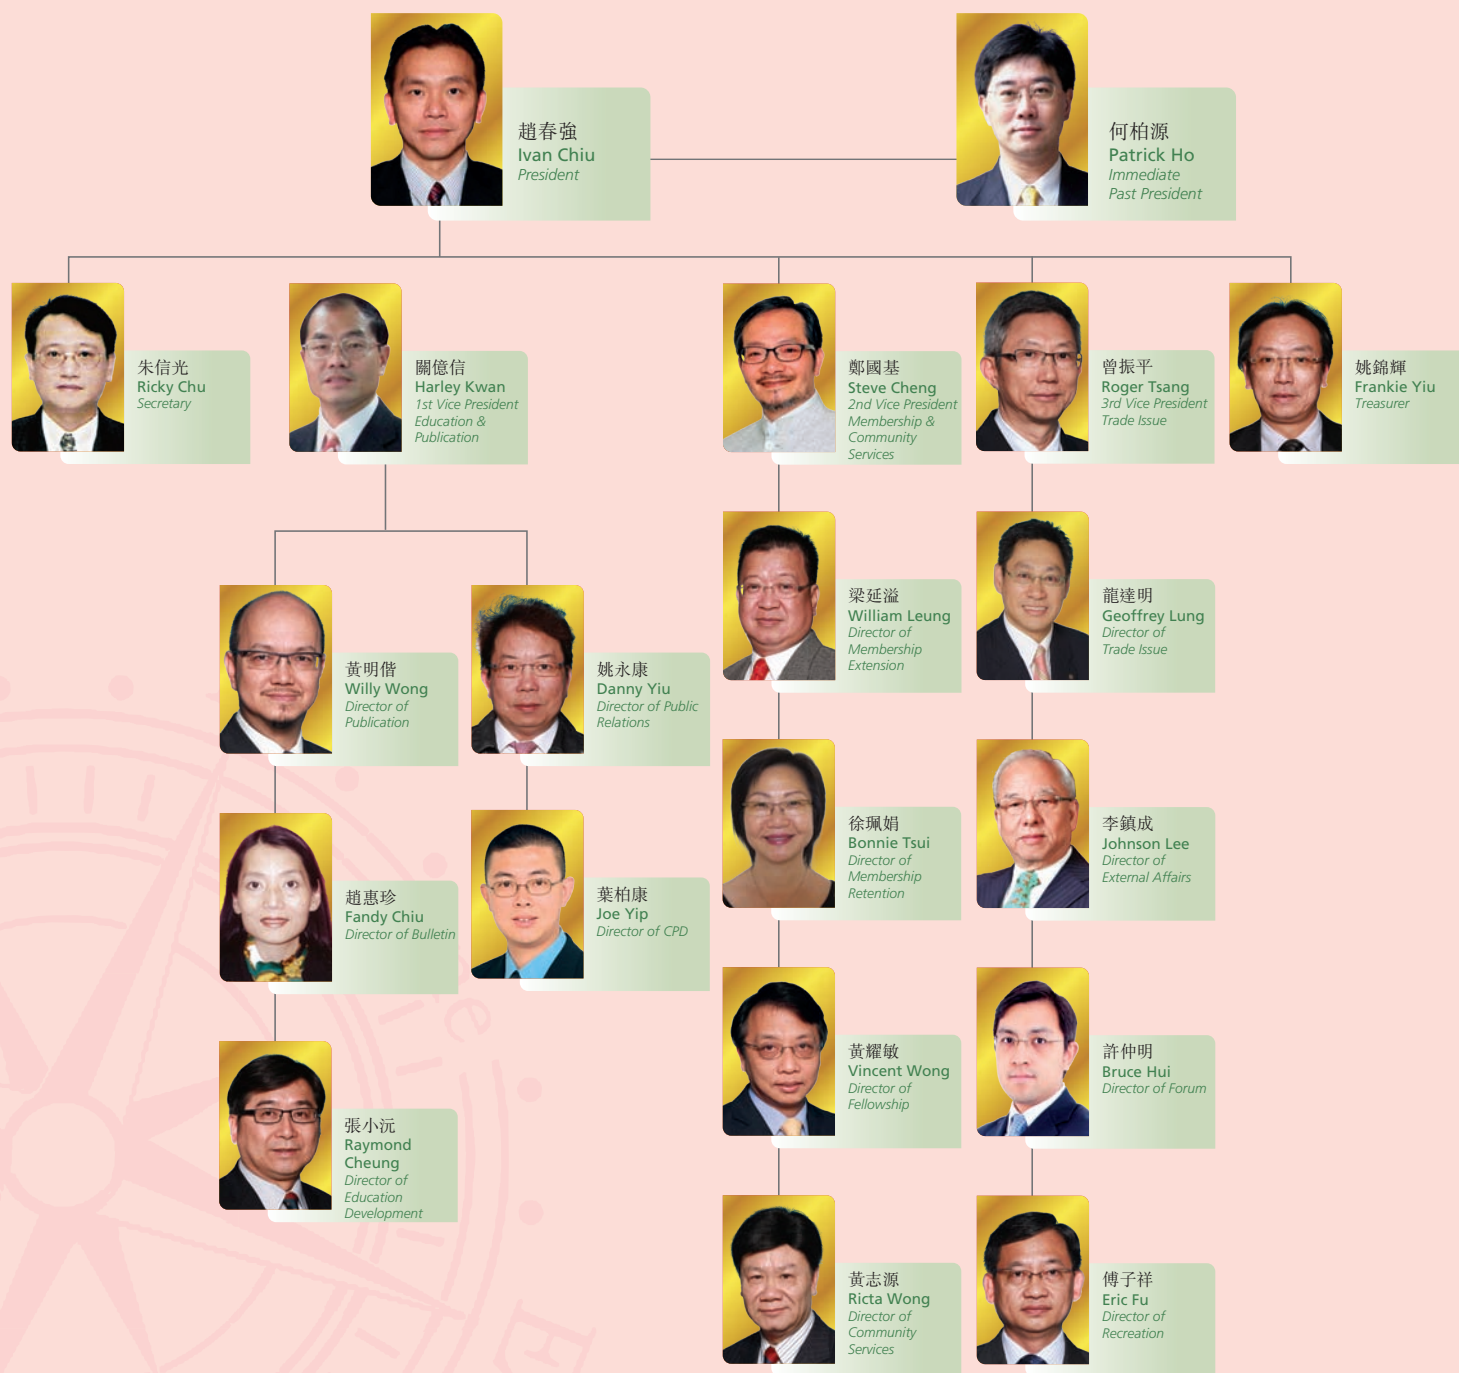 趙春強
Ivan Chiu
President
何柏源
Patrick Ho
Immediate
Past President
朱信光
Ricky Chu
Secretary
關億信
Harley Kwan
1st Vice President
Education &
Publication
鄭國基
Steve Cheng
2nd Vice President
Membership &
Community
Services
曾振平
Roger Tsang
3rd Vice President
Trade Issue
姚錦輝
Frankie Yiu
Treasurer
黃明偕
Willy Wong
Director of
Publication
姚永康
Danny Yiu
Director of Public
Relations
梁延溢
William Leung
Director of
Membership
Extension
龍達明
Geoffrey Lung
Director of
Trade Issue
趙惠珍
Fandy Chiu
Director of Bulletin
葉柏康
Joe Yip
Director of CPD
徐珮娟
Bonnie Tsui
Director of
Membership
Retention
李鎮成
Johnson Lee
Director of
External Affairs
張小沅
Raymond
Cheung
Director of
Education
Development
黃耀敏
Vincent Wong
Director of
Fellowship
許仲明
Bruce Hui
Director of Forum
黃志源
Ricta Wong
Director of
Community
Services
傅子祥
Eric Fu
Director of
Recreation